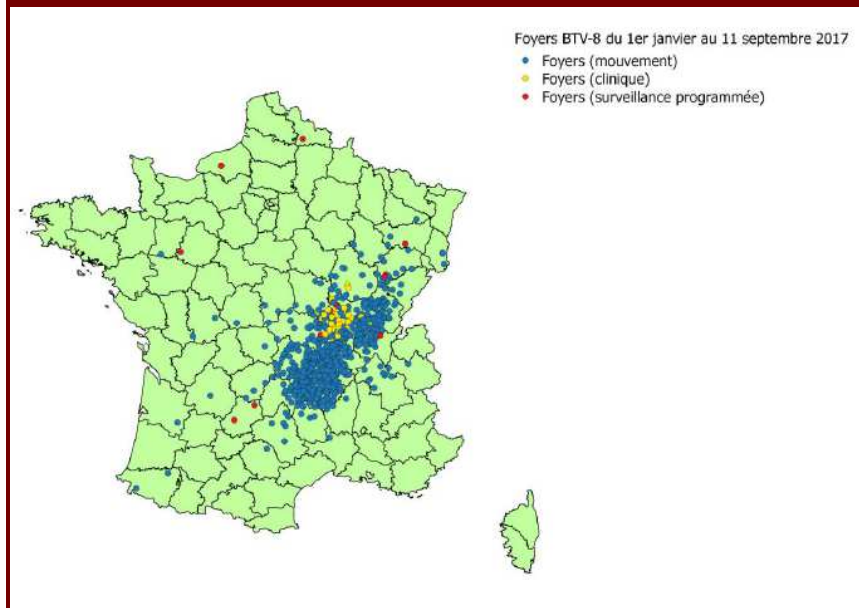 Foyers BTV-8 du 1er janvier au 11 septembre 2017
Foyers (mouvement)
Foyers (clinique)
Foyers (surveillance programmée)